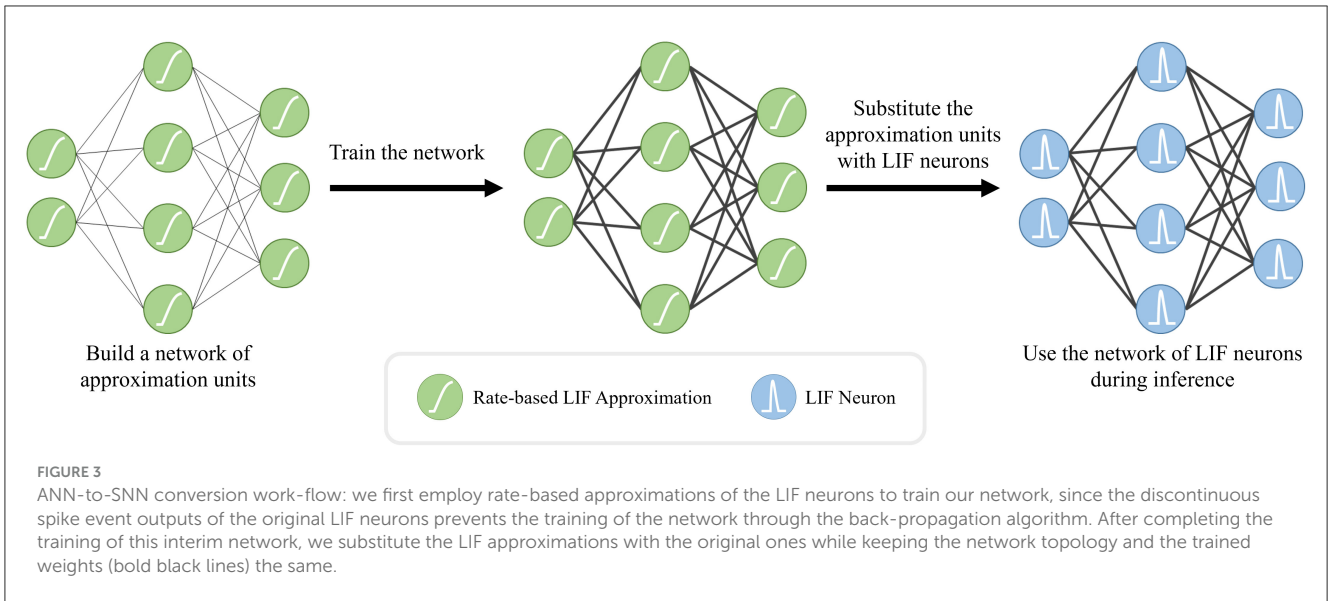 Train the network
Substitute the
approximation units
with LIF neurons
Build a network of
approximation units
Use the network of LIF neurons
during inference
Rate-based LIF Approximation
LIF Neuron
FIGURE 3
ANN-to-SNN conversion work-flow: we first employ rate-based approximations of the LIF neurons to train our network, since the discontinuous
spike event outputs of the original LIF neurons prevents the training of the network through the back-propagation algorithm. After completing the
training of this interim network, we substitute the LIF approximations with the original ones while keeping the network topology and the trained
weights (bold black lines) the same.